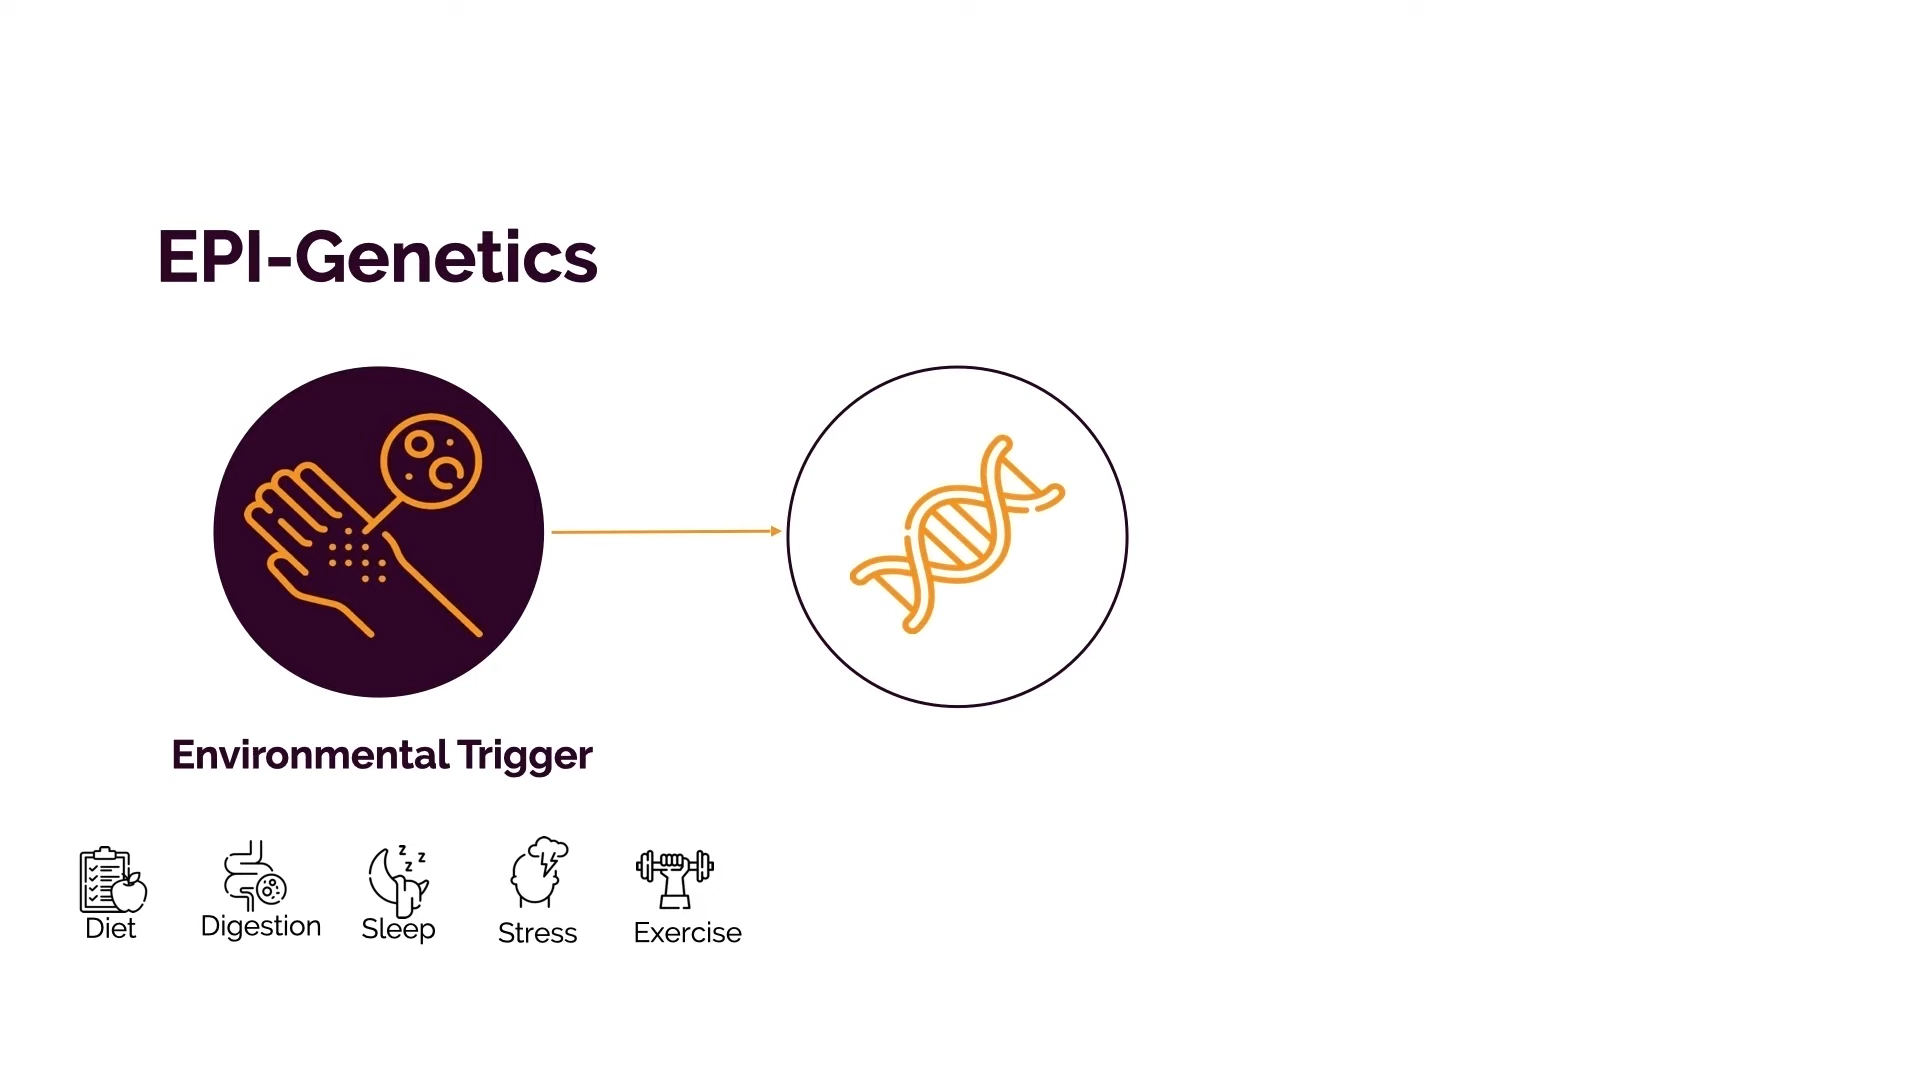 EPI-Genetics
Environmental Trigger
Diet
Digestion
Sleep
Stress
Exercise